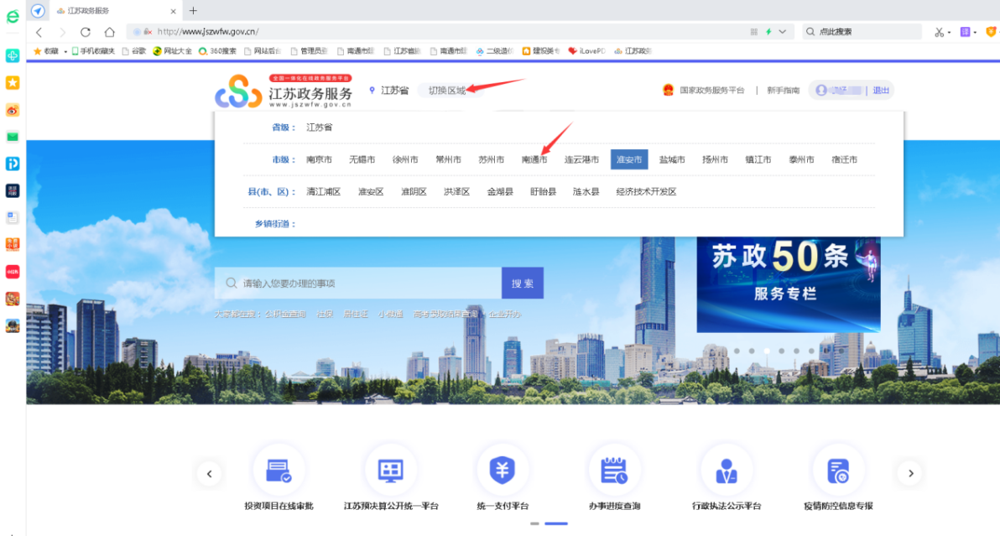 江苏政务服务
http://www.jszwfw.gov.cn/
点此搜索
收藏 手机收藏夹 谷歌 网址大全 360搜索 网站后台 管理员登 南通市建 江苏省建 南通市建 二级造价 建设类专 iLovePD 江苏政务
全国一体化在线政务服务平台
江苏政务服务
www.jszwfw.gov.cn
江苏省 切换区域
国家政务服务平台 | 新手指南
| 退出
省级： 江苏省
市级： 南京市 无锡市 徐州市 常州市 苏州市 南通市 连云港市 淮安市 盐城市 扬州市 镇江市 泰州市 宿迁市
县(市、区)： 清江浦区 淮安区 淮阴区 洪泽区 金湖县 盱眙县 涟水县 经济技术开发区
乡镇街道：
苏政50条
服务专栏
请输入您要办理的事项 搜索
大家都在搜：公积金查询 社保 居住证 小客通 高考录取结果查询 企业开办
投资项目在线审批 江苏预决算公开统一平台 统一支付平台 办事进度查询 行政执法公示平台 疫情防控信息专报